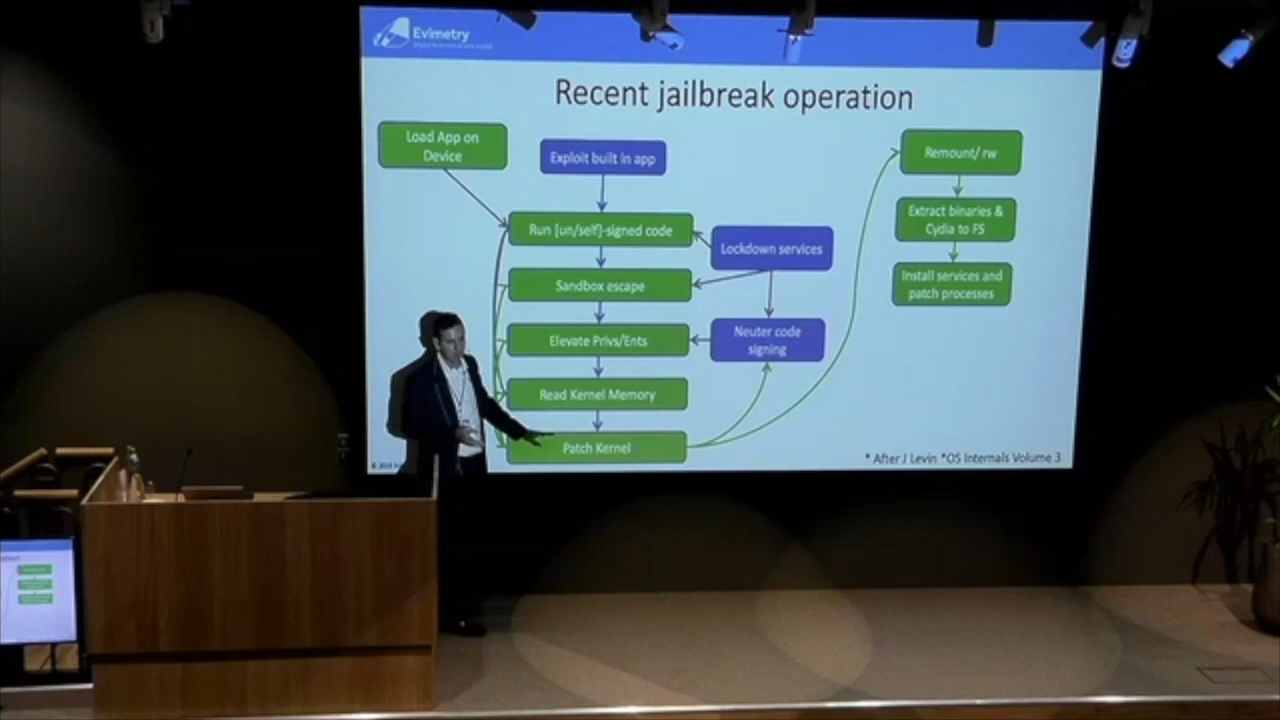 Evimetry
Recent jailbreak operation
Load App on
Device
Exploit built in app
Run [un/self]-signed code
Lockdown services
Sandbox escape
Elevate Privs/Ents
Neuter code
signing
Read Kernel Memory
Patch Kernel
Remount/ rw
Extract binaries &
Cydia to FS
Install services and
patch processes
* After J Levin *OS Internals Volume 3